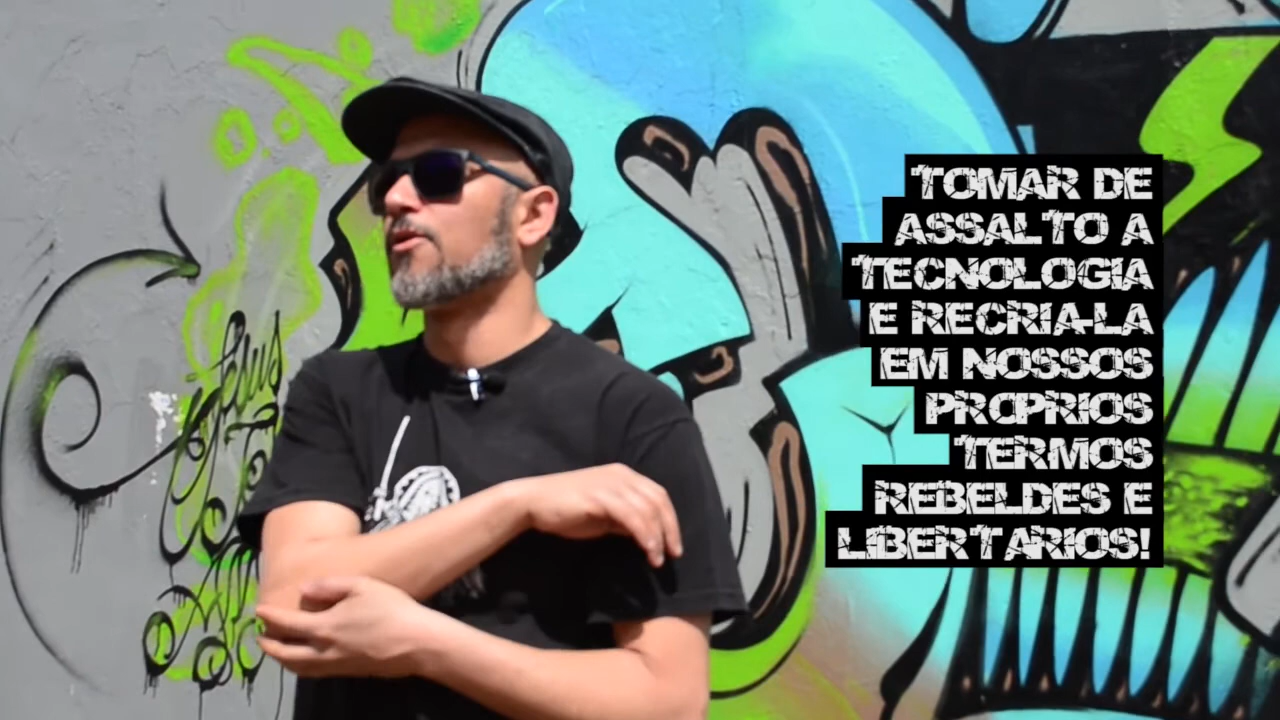 TOMAR DE
ASSALTO A
TECNOLOGIA
E RECRIA-LA
EM NOSSOS
PROPRIOS
TERMOS
REBELDES E
LIBERTARIOS!